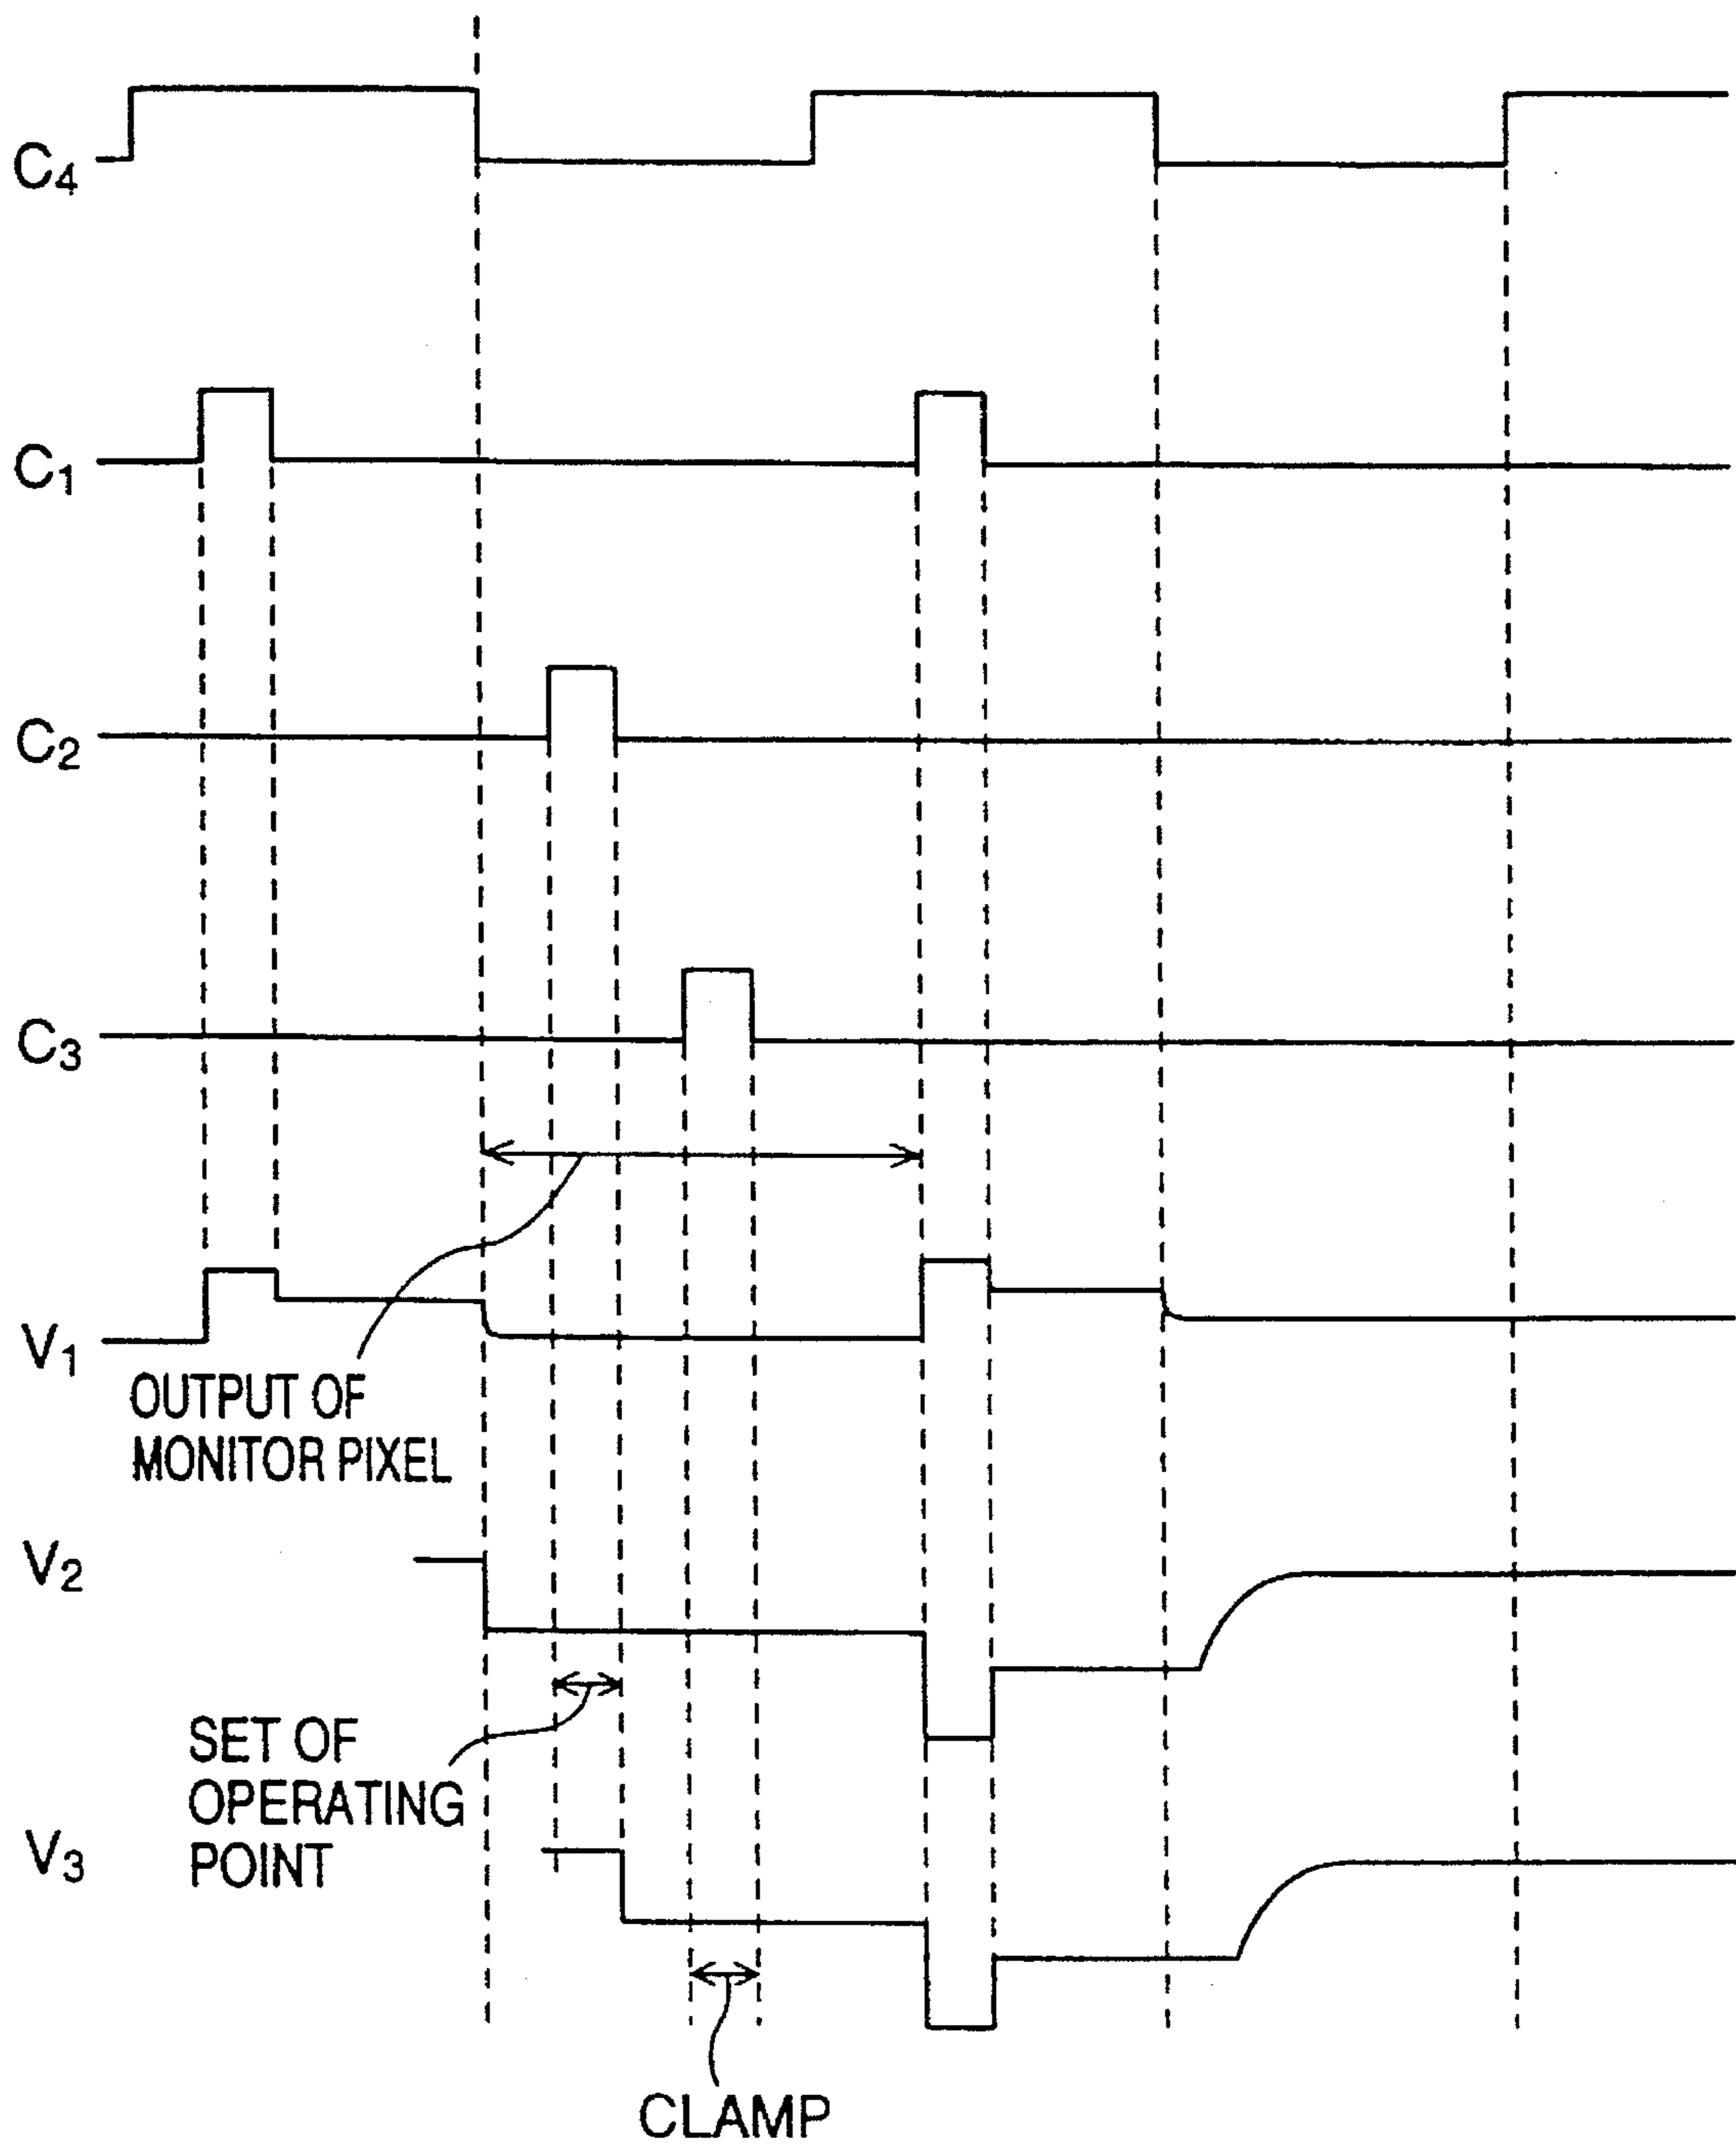 C4
C1
C2
C3
V1
OUTPUT OF
MONITOR PIXEL
V2
SET OF
OPERATING
POINT
V3
CLAMP